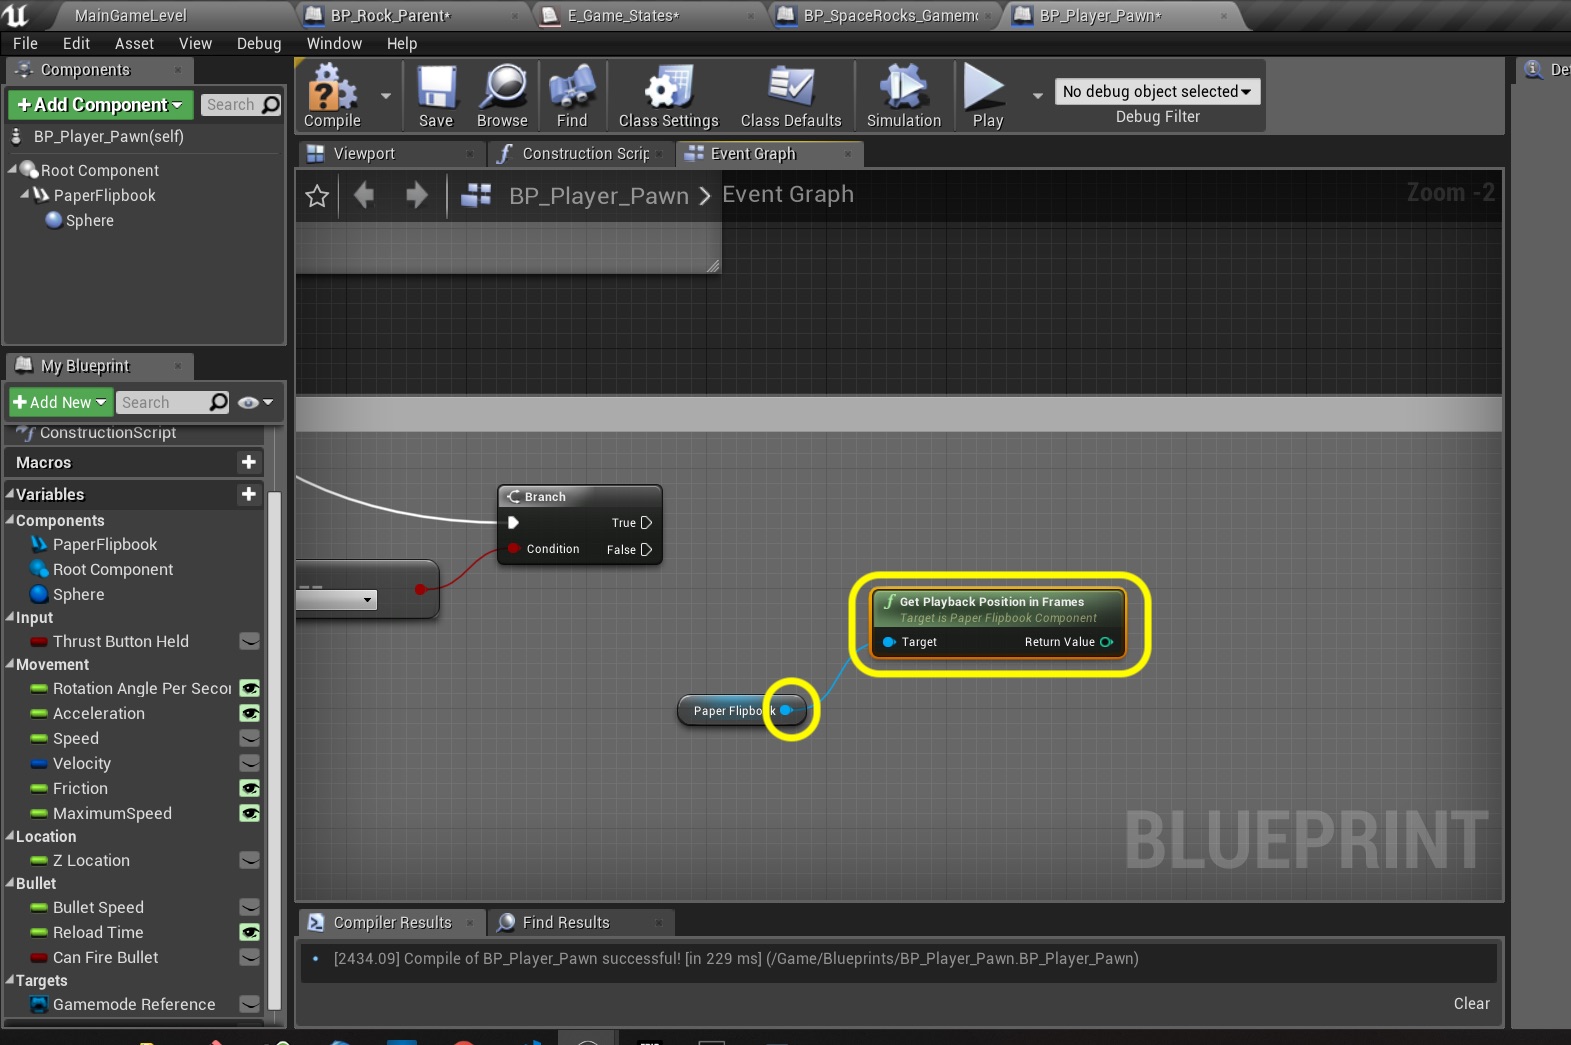 MainGameLevel
BP_Rock_Parent*
E_Game_States*
BP_SpaceRocks_Gamem
BP_Player_Pawn*
File Edit Asset View Debug Window Help
Components
+Add Component
Search
BP_Player_Pawn(self)
Root Component
PaperFlipbook
Sphere
My Blueprint
+Add New
Search
ConstructionScript
Macros
Variables
Components
PaperFlipbook
Root Component
Sphere
Input
Thrust Button Held
Movement
Rotation Angle Per Secor
Acceleration
Speed
Velocity
Friction
MaximumSpeed
Location
Z Location
Bullet
Bullet Speed
Reload Time
Can Fire Bullet
Targets
Gamemode Reference
Compile
Save
Browse
Find
Class Settings
Class Defaults
Simulation
Play
No debug object selected
Debug Filter
Viewport
Construction Scrip
Event Graph
BP_Player_Pawn > Event Graph
Zoom -2
Branch
True
Condition
False
==
Get Playback Position in Frames
Target is Paper Flipbook Component
Target
Return Value
Paper Flipbook
BLUEPRINT
Compiler Results
Find Results
[2434.09] Compile of BP_Player_Pawn successful! [in 229 ms] (/Game/Blueprints/BP_Player_Pawn.BP_Player_Pawn)
Clear